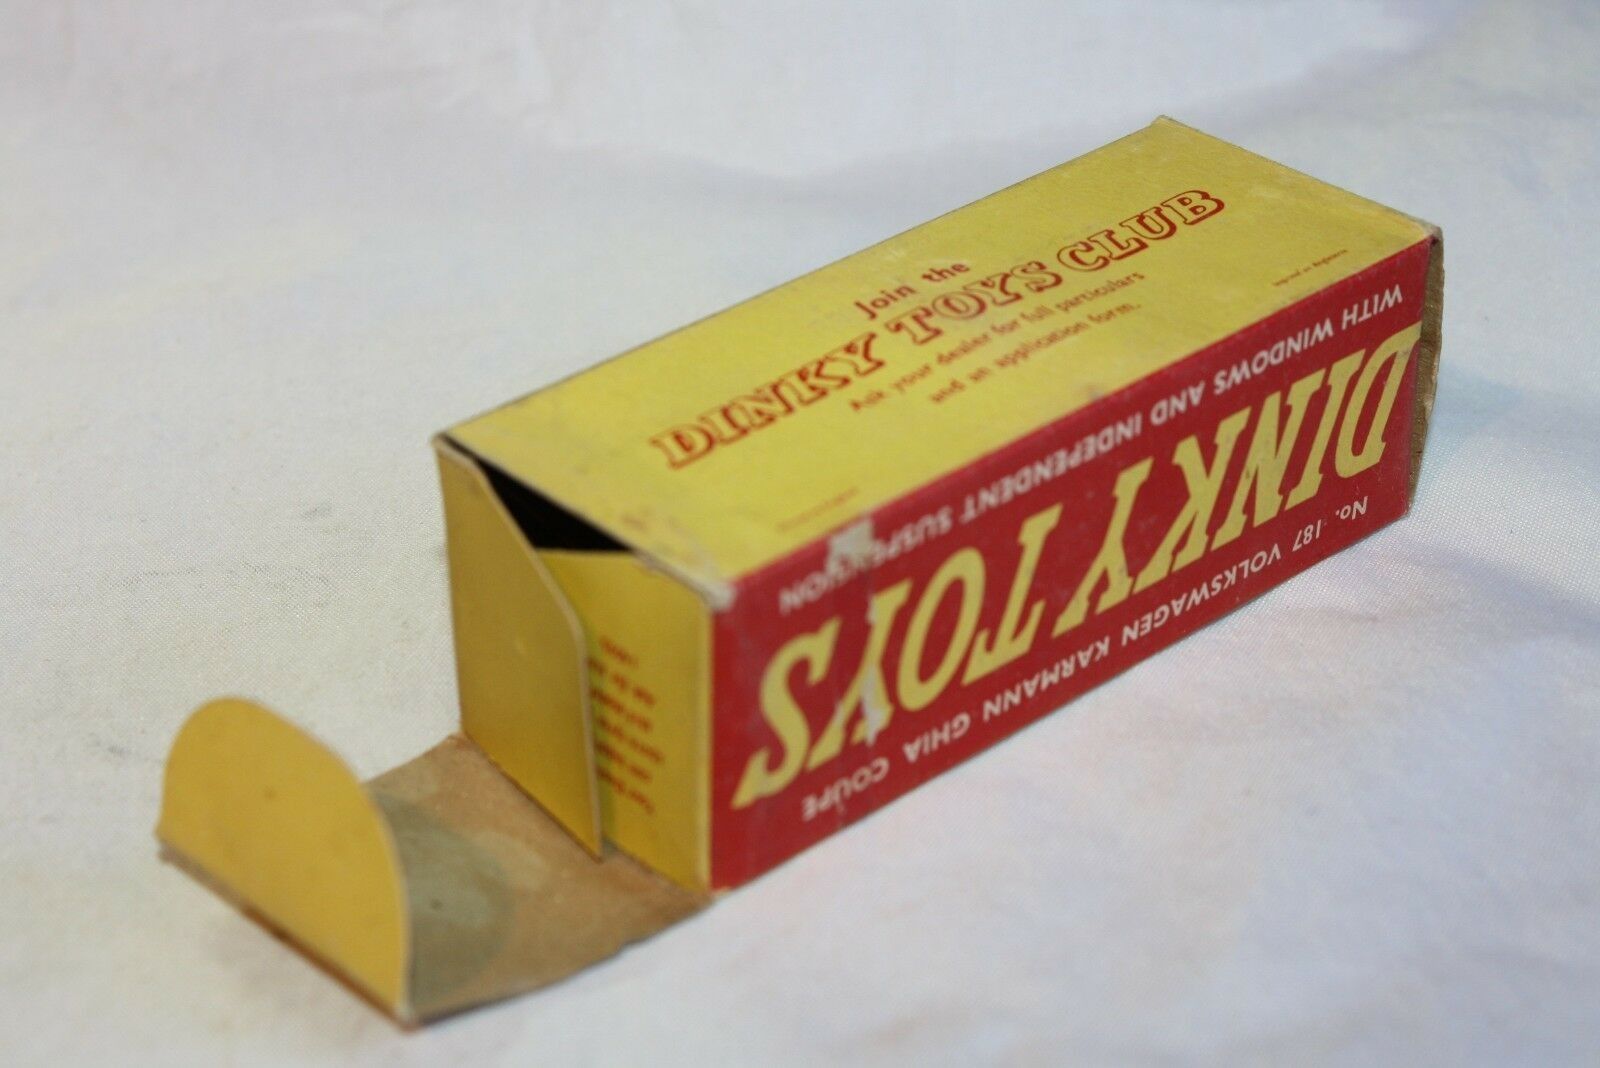 Join the
DINKY TOYS CLUB
Ask your dealer for full particulars
and an application form.
No. 187 VOLKSWAGEN KARMANN GHIA COUPE
DINKY TOYS
WITH WINDOWS AND INDEPENDENT SUSPENSION